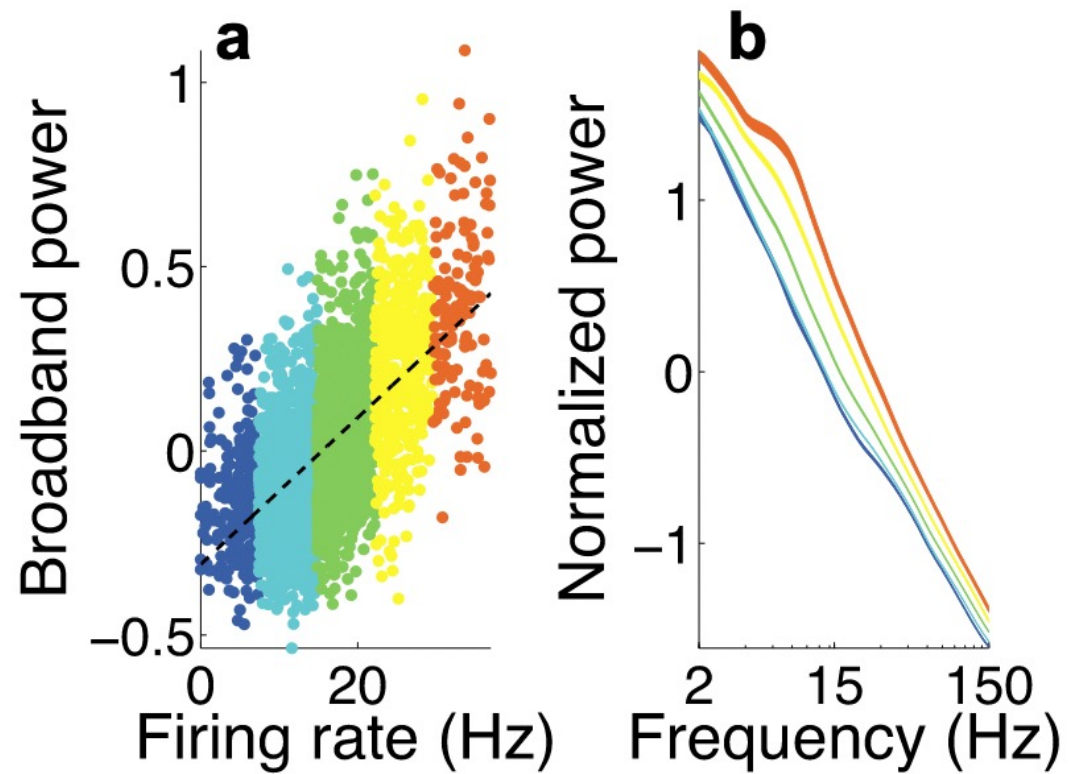 a
Broadband power
1
0.5
0
−0.5
0 20
Firing rate (Hz)
b
Normalized power
1
0
−1
2 15 150
Frequency (Hz)